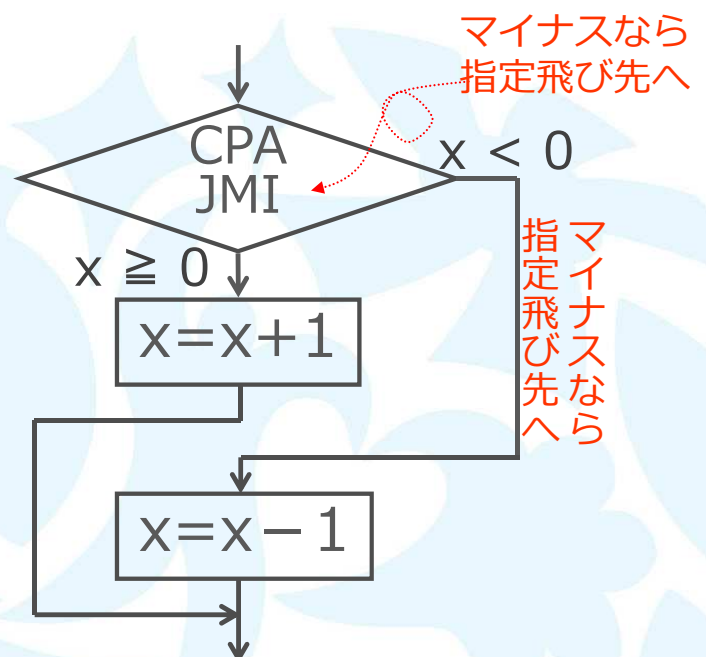 マイナスなら
指定飛び先へ
CPA
JMI
x < 0
x ≧ 0
マイナスなら
指定飛び先へ
x=x+1
x=x－1